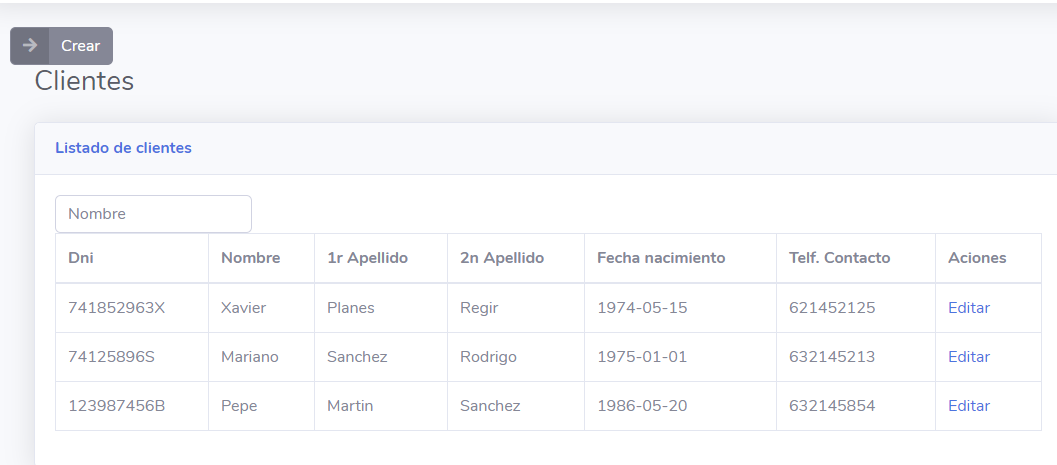 Crear
Clientes
Listado de clientes
Nombre
Dni Nombre 1r Apellido 2n Apellido Fecha nacimiento Telf. Contacto Aciones
741852963X Xavier Planes Regir 1974-05-15 621452125 Editar
74125896S Mariano Sanchez Rodrigo 1975-01-01 632145213 Editar
123987456B Pepe Martin Sanchez 1986-05-20 632145854 Editar